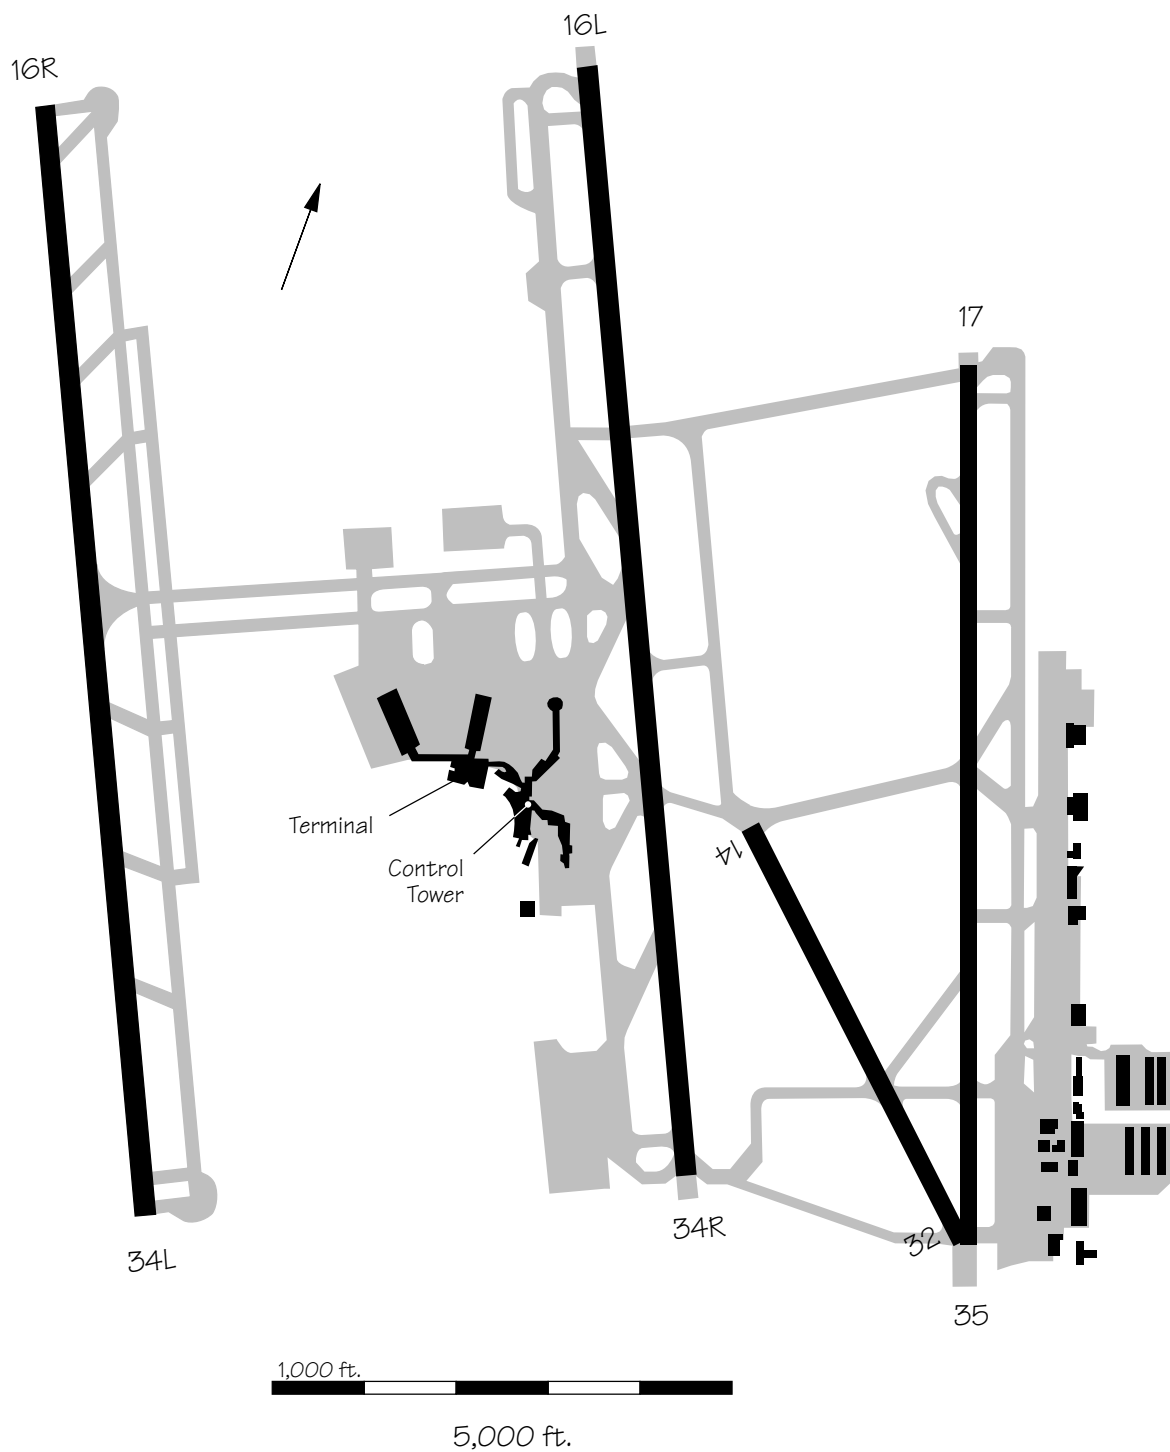 16L
16R
17
Terminal
14
Control
Tower
34R
32
34L
35
1,000 ft.
5,000 ft.